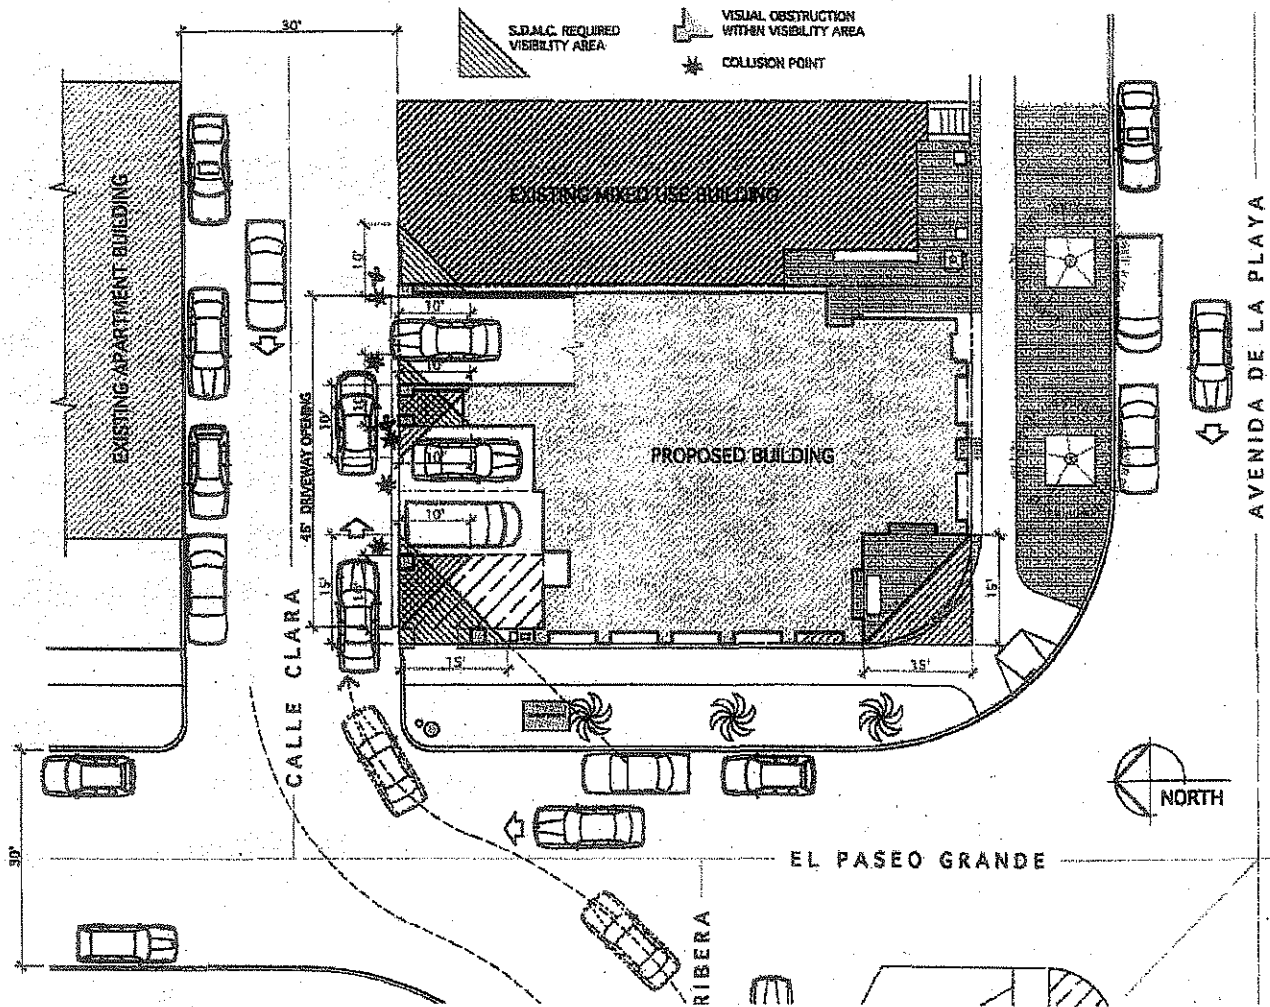 30'
S.D.M.C. REQUIRED
VISIBILITY AREA
VISUAL OBSTRUCTION
WITHIN VISIBILITY AREA
COLLISION POINT
EXISTING APARTMENT BUILDING
EXISTING MIXED USE BUILDING
10'
10'
10'
10'
10'
10'
46' DRIVEWAY OPENING
PROPOSED BUILDING
AVENIDA DE LA PLAYA
15'
15'
15'
15'
CALLE CLARA
NORTH
30'
EL PASEO GRANDE
RIBERA